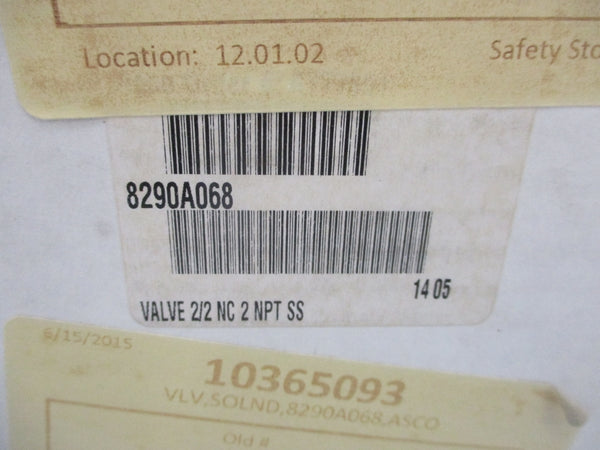 Location: 12.01.02
Safety Sto
8290A068
14 05
VALVE 2/2 NC 2 NPT SS
6/15/2015
10365093
VLV,SOLND,8290A068,ASCO
Old #